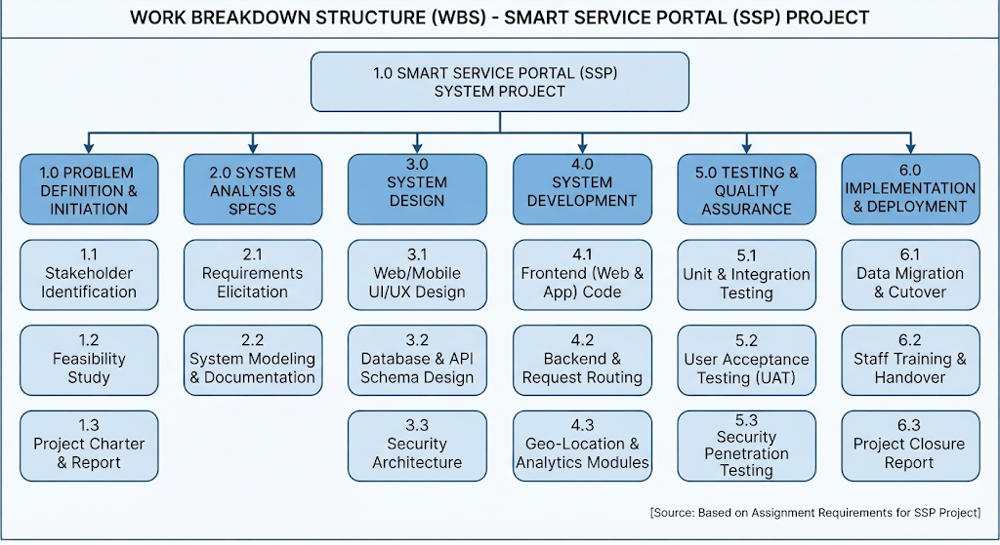 WORK BREAKDOWN STRUCTURE (WBS) - SMART SERVICE PORTAL (SSP) PROJECT
1.0 SMART SERVICE PORTAL (SSP)
SYSTEM PROJECT
1.0 PROBLEM
DEFINITION &
INITIATION
2.0 SYSTEM
ANALYSIS &
SPECS
3.0
SYSTEM
DESIGN
4.0
SYSTEM
DEVELOPMENT
5.0 TESTING &
QUALITY
ASSURANCE
6.0
IMPLEMENTATION
& DEPLOYMENT
1.1
Stakeholder
Identification
2.1
Requirements
Elicitation
3.1
Web/Mobile
UI/UX Design
4.1
Frontend (Web &
App) Code
5.1
Unit & Integration
Testing
6.1
Data Migration
& Cutover
1.2
Feasibility
Study
2.2
System Modeling
& Documentation
3.2
Database & API
Schema Design
4.2
Backend &
Request Routing
5.2
User Acceptance
Testing (UAT)
6.2
Staff Training &
Handover
1.3
Project Charter
& Report
3.3
Security
Architecture
4.3
Geo-Location &
Analytics Modules
5.3
Security
Penetration
Testing
6.3
Project Closure
Report
[Source: Based on Assignment Requirements for SSP Project]